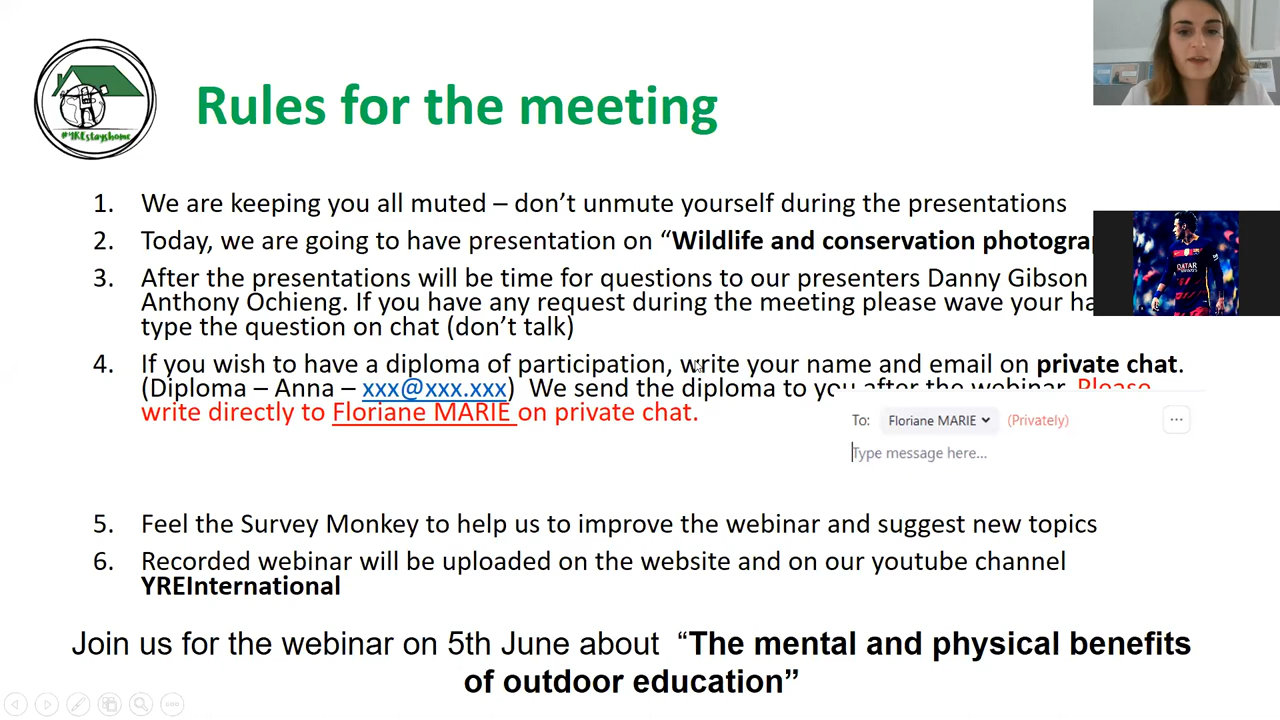 #YREstayshome
Rules for the meeting
1. We are keeping you all muted – don’t unmute yourself during the presentations
2. Today, we are going to have presentation on “Wildlife and conservation
3. After the presentations will be time for questions to our presenters Danny Gibson
Anthony Ochieng. If you have any request during the meeting please wave your
type the question on chat (don’t talk)
4. If you wish to have a diploma of participation, write your name and email on private chat.
(Diploma – Anna – xxx@xxx.xxx) We send the diploma to you after the webinar. Please
write directly to Floriane MARIE on private chat.
To: Floriane MARIE (Privately) ...
Type message here...
5. Feel the Survey Monkey to help us to improve the webinar and suggest new topics
6. Recorded webinar will be uploaded on the website and on our youtube channel
YREInternational
Join us for the webinar on 5th June about “The mental and physical benefits
of outdoor education”